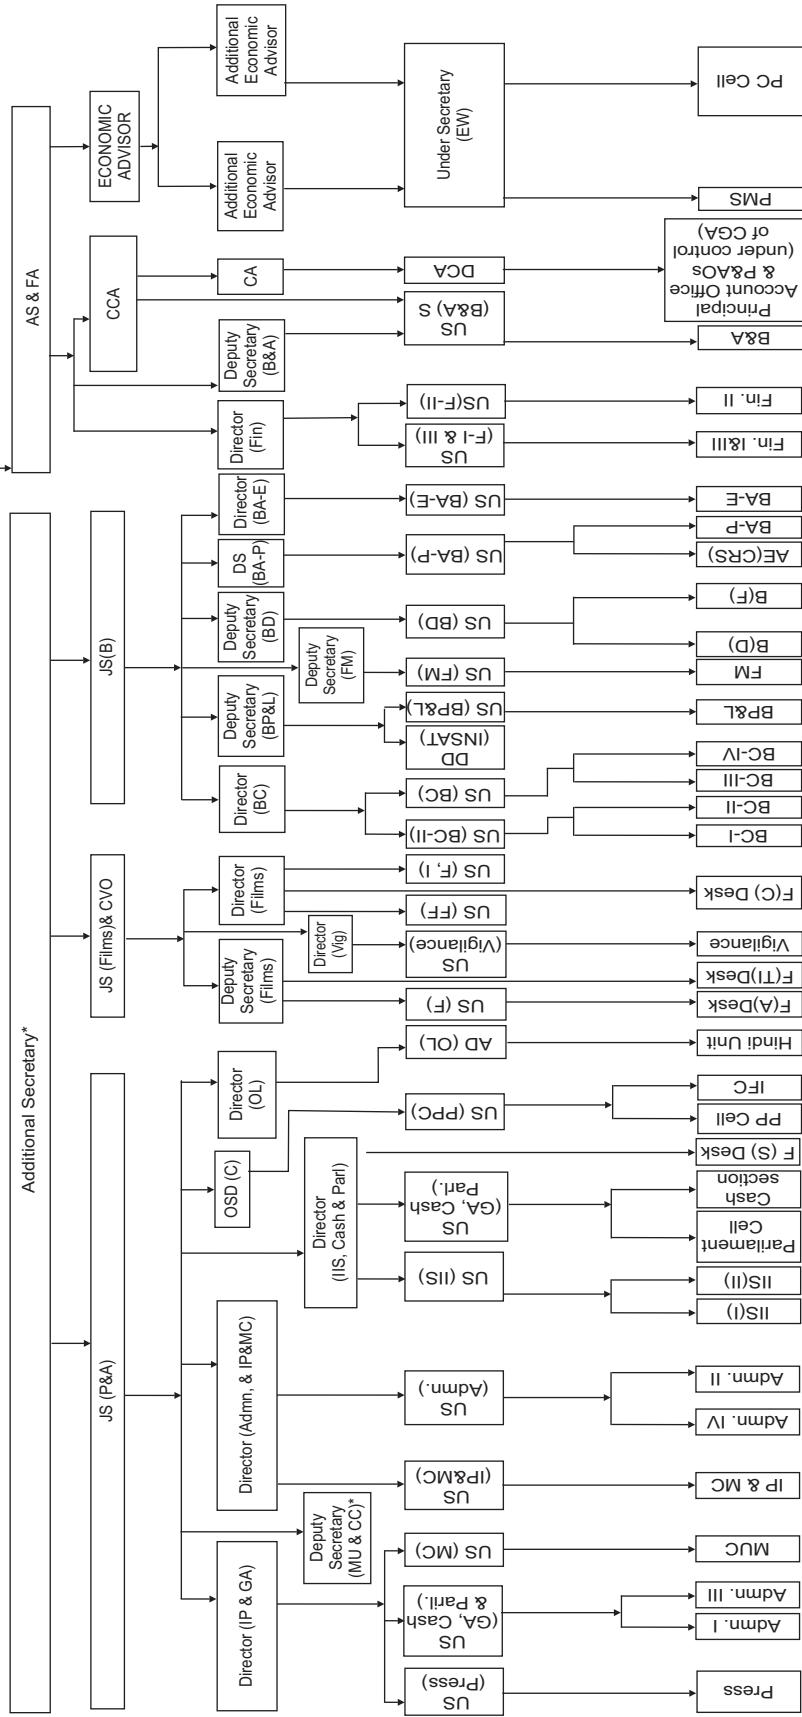 Additional Secretary*
AS & FA
JS (P&A)
JS (Films)& CVO
JS(B)
CCA
ECONOMIC
ADVISOR
Director (IP & GA)
Deputy
Secretary
(MU & CC)*
Director (Admn, & IP&MC)
Director
(IIS, Cash & Parl)
OSD (C)
Director
(OL)
Deputy
Secretary
(Films)
Director
(Vig)
Director
(Films)
Director
(BC)
Deputy
Secretary
(BP&L)
Deputy
Secretary
(FM)
Deputy
Secretary
(BD)
DS
(BA-P)
Director
(BA-E)
Director
(Fin)
Deputy
Secretary
(B&A)
CA
Additional
Economic
Advisor
Additional
Economic
Advisor
US
(Press)
US
(GA, Cash
& Paril.)
US (MC)
US
(IP&MC)
US
(Admn.)
US (IIS)
US
(GA, Cash
Parl.)
US (PPC)
AD (OL)
US (F)
US
(Vigilance)
US (FF)
US (F, I)
US (BC-II)
US (BC)
DD
(INSAT)
US (BP&L)
US (FM)
US (BD)
US (BA-P)
US (BA-E)
US
(F-I & III)
US(F-II)
US
(B&A) S
DCA
Under Secretary
(EW)
Press
Admn. I
Admn. III
MUC
IP & MC
Admn. IV
Admn. II
IIS(I)
IIS(II)
Parilament
Cell
Cash
section
F (S) Desk
PP Cell
IFC
Hindi Unit
F(A)Desk
F(TI)Desk
Vigilance
F(C) Desk
BC-I
BC-II
BC-III
BC-IV
BP&L
FM
B(D)
B(F)
AE(CRS)
BA-P
BA-E
Fin. I&III
Fin. II
B&A
Principal
Account Office
& P&AOs
(under control
of CGA)
PMS
PC Cell